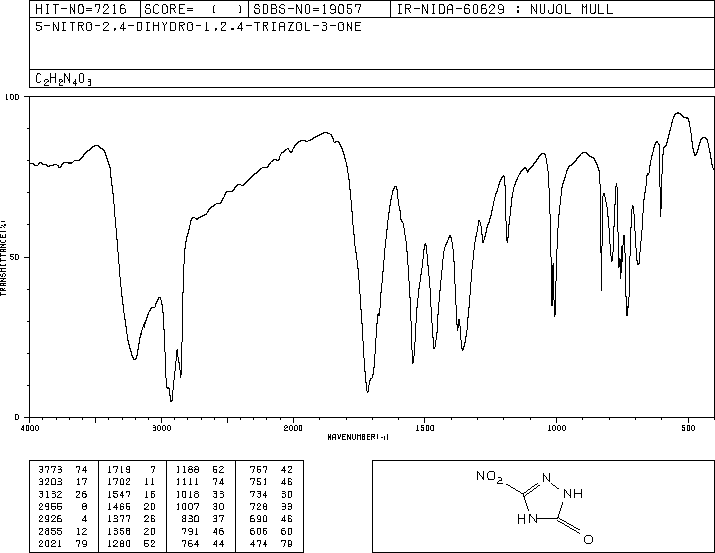 HIT-NO=7216 SCORE= ( ) SDBS-NO=19057 IR-NIDA-60629 : NUJOL MULL
5-NITRO-2,4-DIHYDRO-1,2,4-TRIAZOL-3-ONE
C2H2N4O3
100
50
0
TRANSMITTANCE(%)
4000 3000 2000 1500 1000 500
WAVENUMBER(-1)
3773 74 1719 7 1188 52 757 42
3203 17 1702 11 1111 74 751 46
3132 26 1547 16 1018 33 734 30
2955 8 1466 20 1007 30 728 33
2926 4 1377 26 830 37 690 46
2855 12 1358 20 791 46 606 60
2021 79 1280 52 764 44 474 79
NO2
N
NH
HN
O